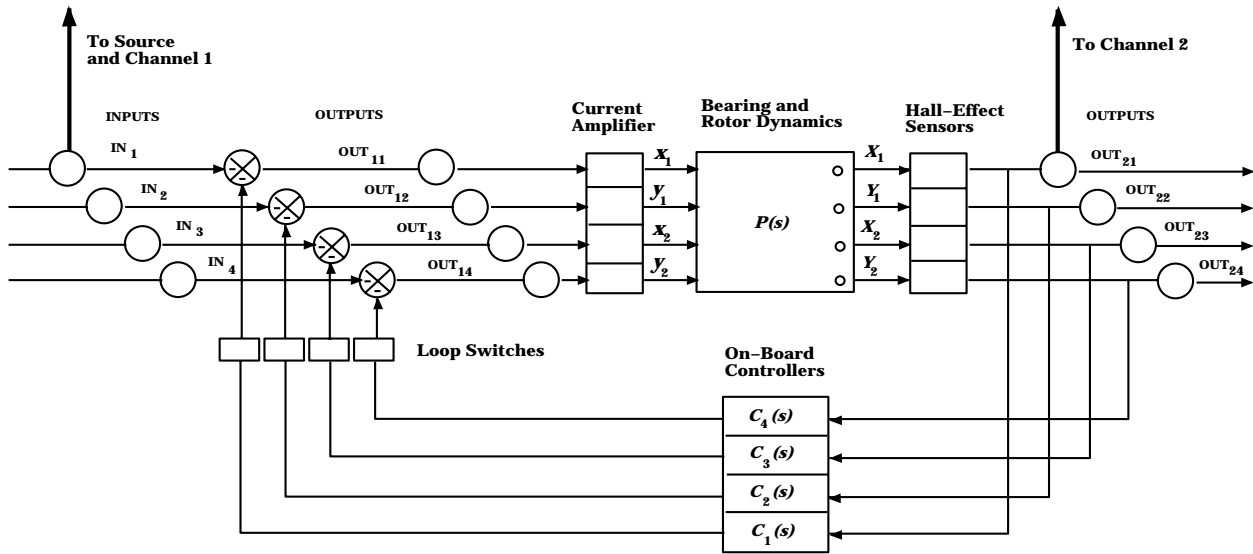 To Source
and Channel 1
To Channel 2
INPUTS
OUTPUTS
Current
Amplifier
Bearing and
Rotor Dynamics
Hall–Effect
Sensors
OUTPUTS
IN 1
OUT 11
x1
X1
OUT 21
IN 2
OUT 12
y1
Y1
OUT 22
IN 3
OUT 13
x2
P(s)
X2
OUT 23
IN 4
OUT 14
y2
Y2
OUT 24
Loop Switches
On–Board
Controllers
C4(s)
C3(s)
C2(s)
C1(s)